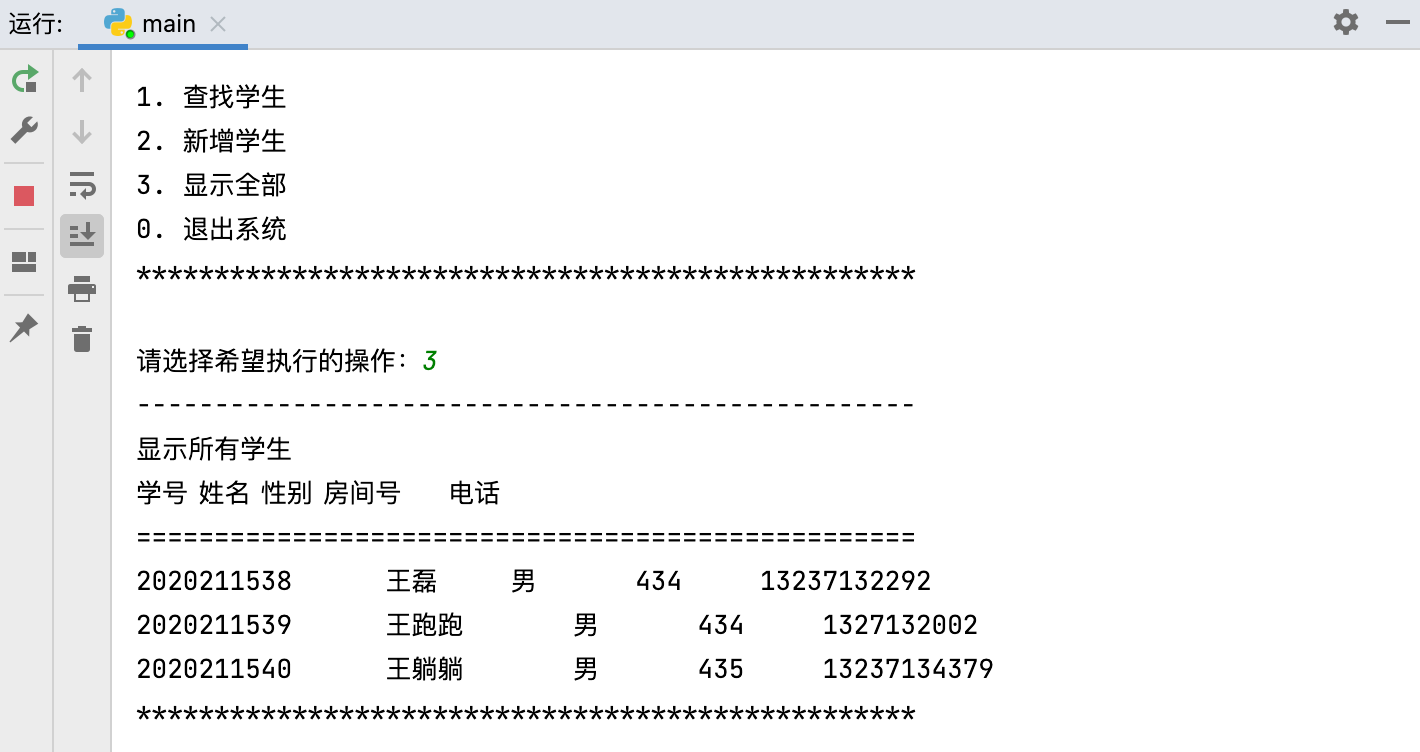 运行: main
1. 查找学生
2. 新增学生
3. 显示全部
0. 退出系统
**************************************************
请选择希望执行的操作：3
--------------------------------------------------
显示所有学生
学号 姓名 性别 房间号 电话
==================================================
2020211538 王磊 男 434 13237132292
2020211539 王跑跑 男 434 1327132002
2020211540 王躺躺 男 435 13237134379
**************************************************